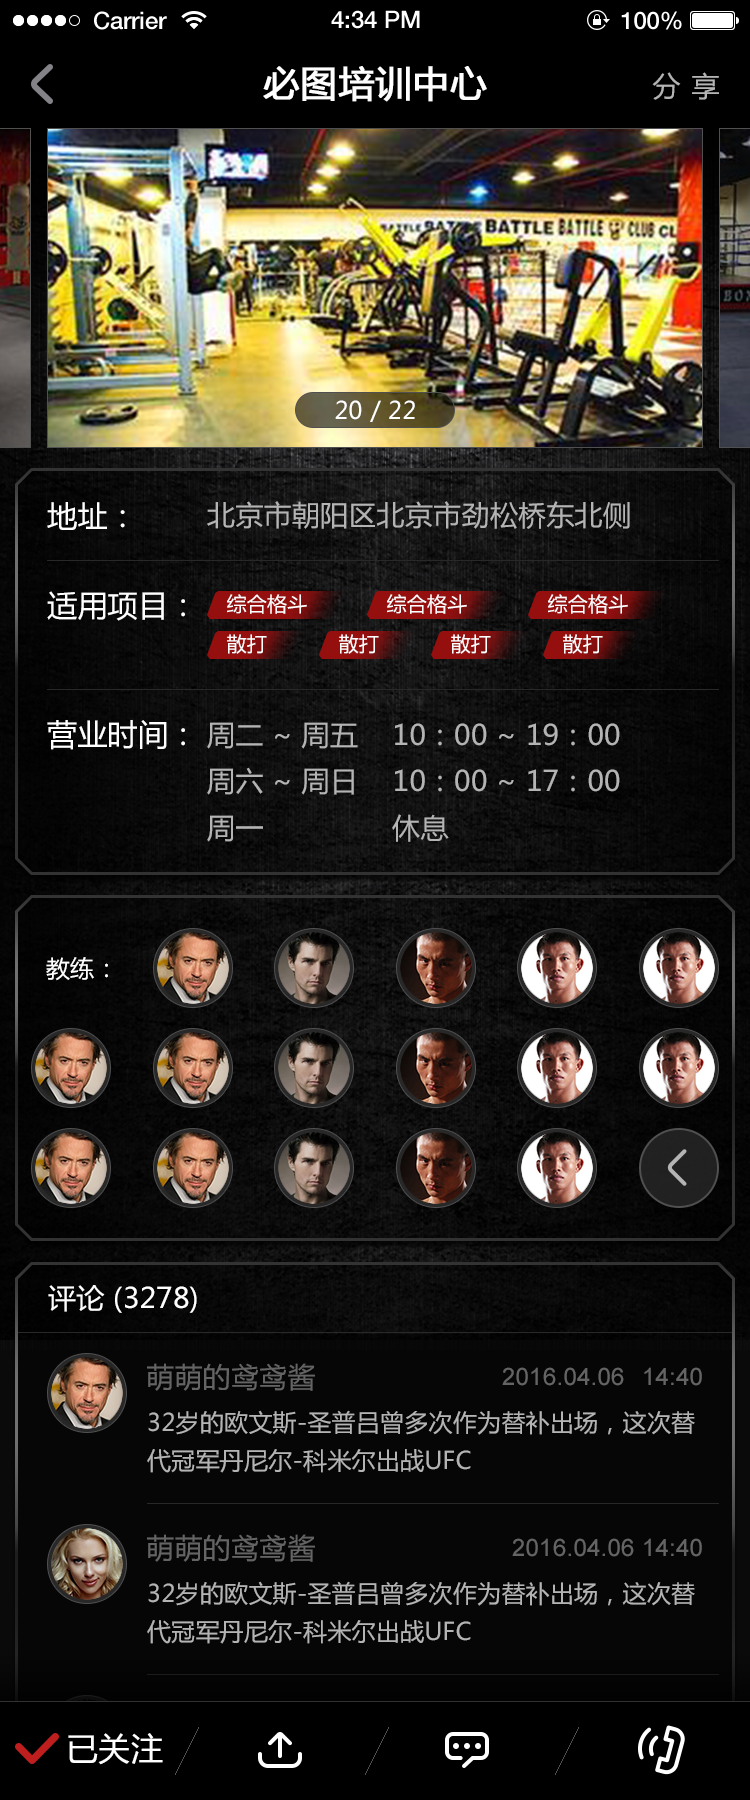 Carrier 4:34 PM 100%
必图培训中心 分享
BATTLE BATTLE BATTLE CLUB CL
BO
20 / 22
地址： 北京市朝阳区北京市劲松桥东北侧
适用项目： 综合格斗 综合格斗 综合格斗
散打 散打 散打 散打
营业时间： 周二 ~ 周五 10：00 ~ 19：00
周六 ~ 周日 10：00 ~ 17：00
周一 休息
教练：
评论 (3278)
萌萌的鸢鸢酱 2016.04.06 14:40
32岁的欧文斯-圣普吕曾多次作为替补出场，这次替
代冠军丹尼尔-科米尔出战UFC
萌萌的鸢鸢酱 2016.04.06 14:40
32岁的欧文斯-圣普吕曾多次作为替补出场，这次替
代冠军丹尼尔-科米尔出战UFC
已关注